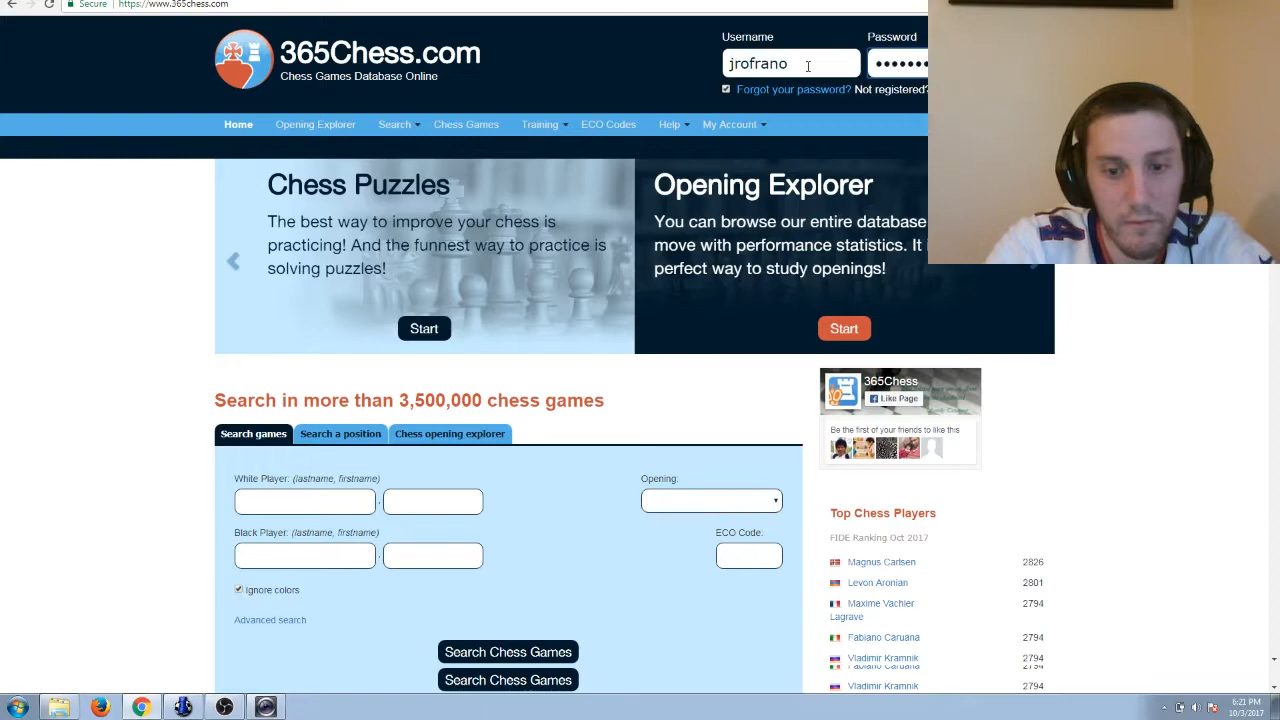 Secure
https://www.365chess.com
365Chess.com
Chess Games Database Online
Username
Password
jrofrano
Forgot your password? Not registered?
Home
Opening Explorer
Search
Chess Games
Training
ECO Codes
Help
My Account
Chess Puzzles
The best way to improve your chess is
practicing! And the funnest way to practice is
solving puzzles!
Start
Opening Explorer
You can browse our entire database
move with performance statistics. It i
perfect way to study openings!
Start
Search in more than 3,500,000 chess games
Search games
Search a position
Chess opening explorer
White Player: (lastname, firstname)
Opening:
Black Player: (lastname, firstname)
ECO Code:
Ignore colors
Advanced search
Search Chess Games
Search Chess Games
365Chess
Like Page
Be the first of your friends to like this
Top Chess Players
FIDE Ranking Oct 2017
Magnus Carlsen 2826
Levon Aronian 2801
Maxime Vachier 2794
Lagrave
Fabiano Caruana 2794
Vladimir Kramnik 2794
Fabiano Caruana 2794
Vladimir Kramnik 2794
6:21 PM
10/3/2017